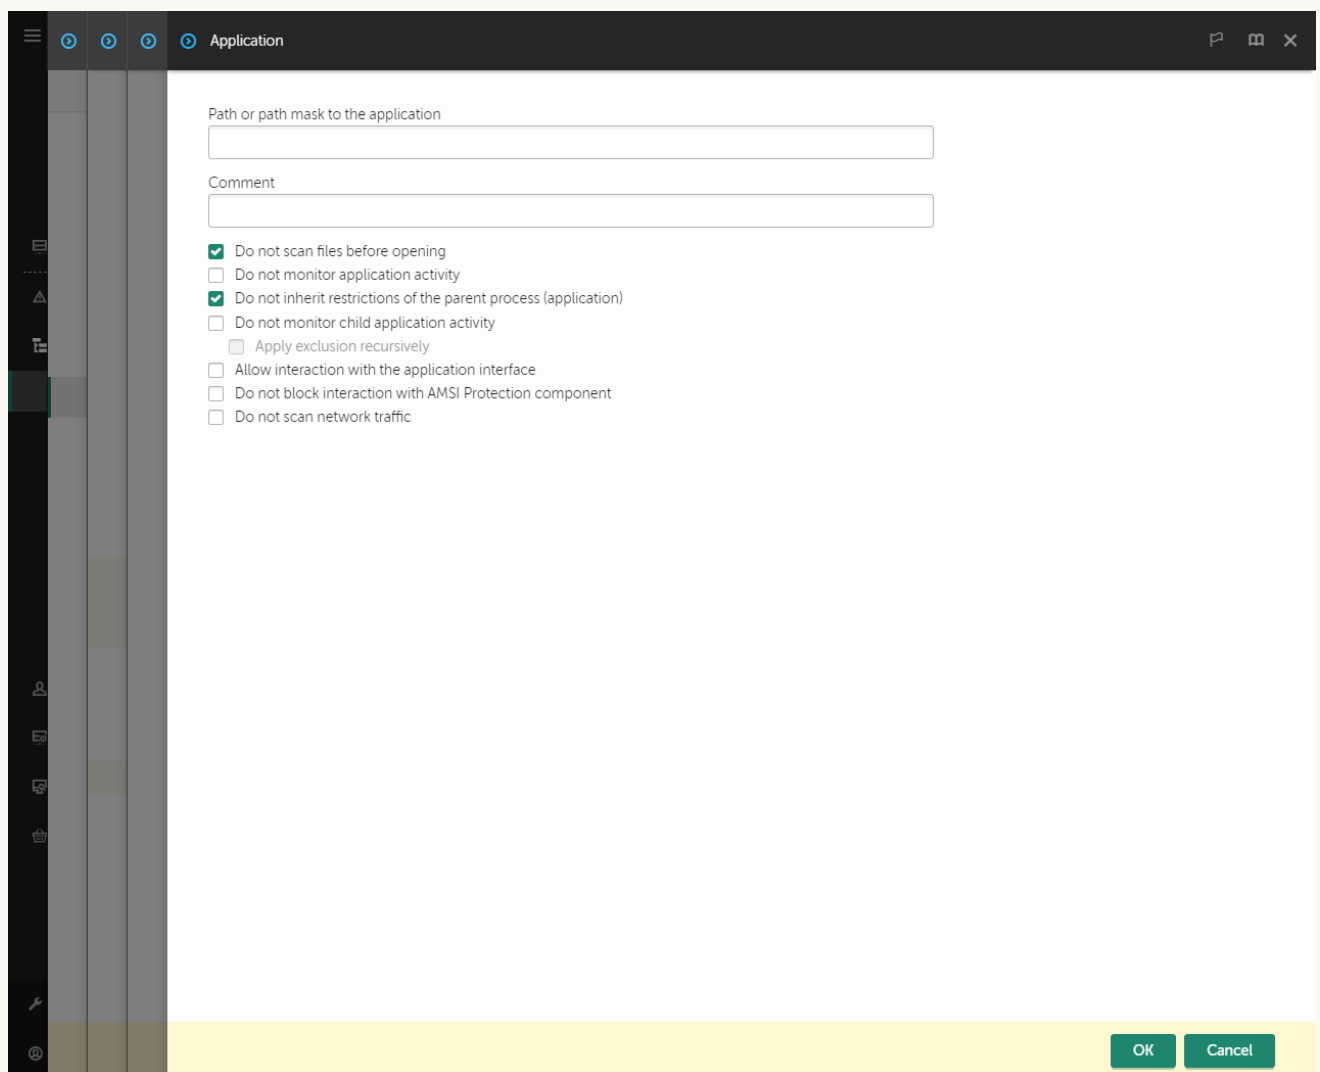 Application
Path or path mask to the application
Comment
Do not scan files before opening
Do not monitor application activity
Do not inherit restrictions of the parent process (application)
Do not monitor child application activity
Apply exclusion recursively
Allow interaction with the application interface
Do not block interaction with AMSI Protection component
Do not scan network traffic
OK Cancel